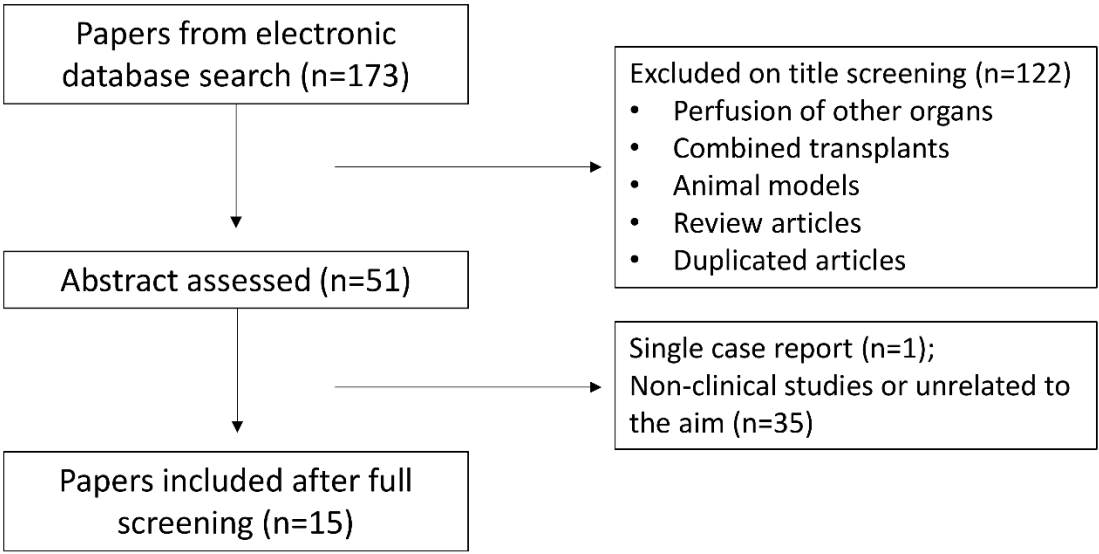 Papers from electronic
database search (n=173)
Excluded on title screening (n=122)
• Perfusion of other organs
• Combined transplants
• Animal models
• Review articles
• Duplicated articles
Abstract assessed (n=51)
Single case report (n=1);
Non-clinical studies or unrelated to
the aim (n=35)
Papers included after full
screening (n=15)